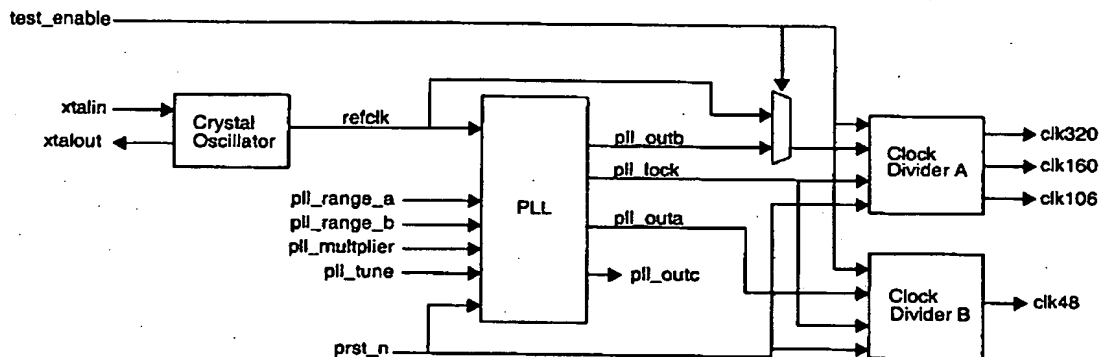 test_enable
xtalin
xtalout
Crystal
Oscillator
refclk
pll_range_a
pll_range_b
pll_multplier
pll_tune
prst_n
PLL
pll_outb
pll_lock
pll_outa
pll_outc
Clock
Divider A
clk320
clk160
clk106
Clock
Divider B
clk48